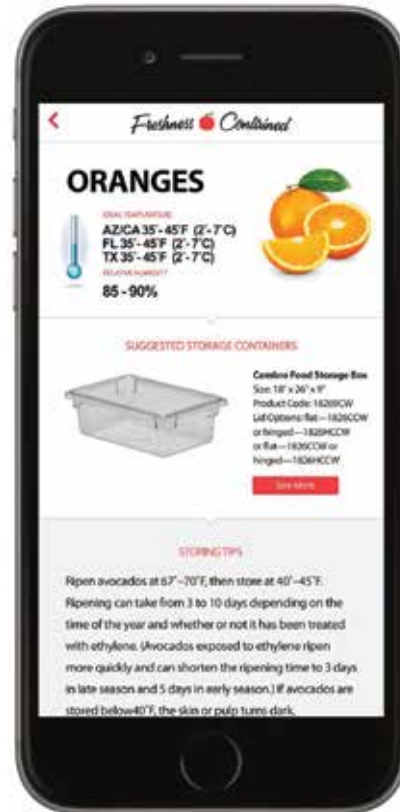 Freshness Contained
ORANGES
IDEAL TEMPERATURE
AZ/CA 35°- 45°F (2°- 7°C)
FL 35°- 45°F (2°- 7°C)
TX 35°- 45°F (2°- 7°C)
RELATIVE HUMIDITY
85 - 90%
SUGGESTED STORAGE CONTAINERS
Cambro Food Storage Box
Size: 18" x 26" x 9"
Product Code: 18269CW
Lid Options: flat—1826CCW
or hinged—1826HCCW
or flat—1826CCW or
hinged—1826HCCW
See More
STORING TIPS
Ripen avocados at 67°–70°F, then store at 40°–45°F.
Ripening can take from 3 to 10 days depending on the
time of the year and whether or not it has been treated
with ethylene. (Avocados exposed to ethylene ripen
more quickly and can shorten the ripening time to 3 days
in late season and 5 days in early season.) If avocados are
stored below40°F, the skin or pulp turns dark.